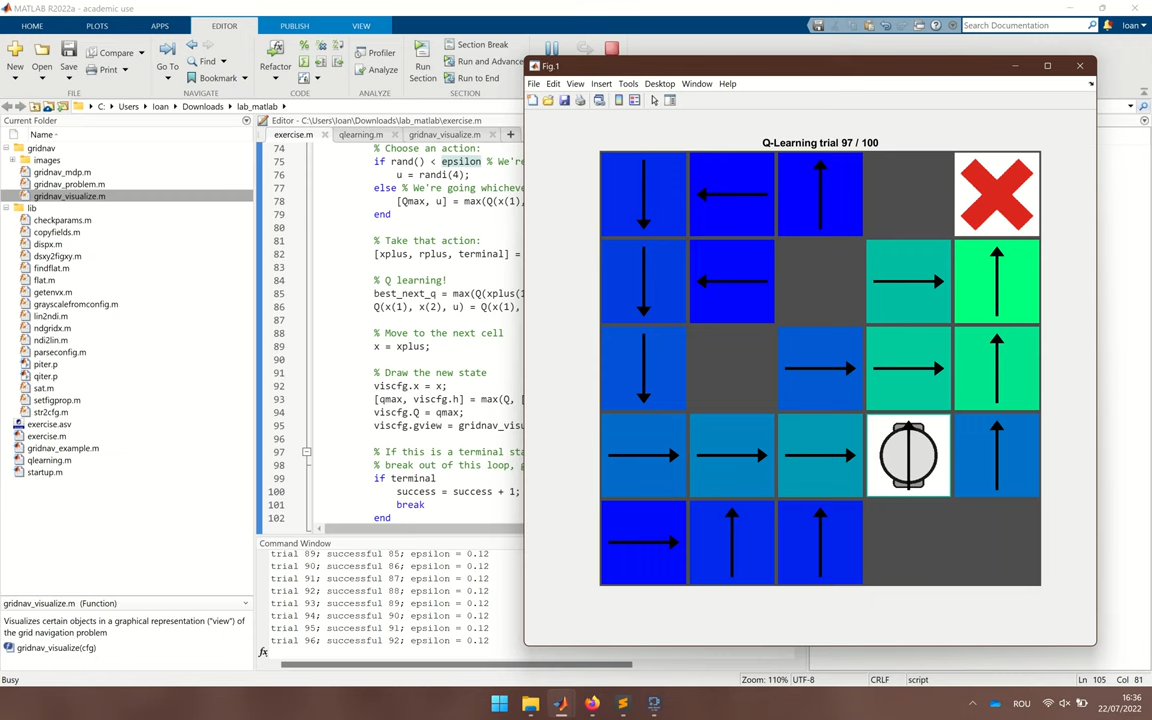 MATLAB R2022a - academic use
HOME PLOTS APPS EDITOR PUBLISH VIEW
Search Documentation Ioan
New Open Save Compare Print
Go To Find Bookmark
Refactor
Profiler Analyze
Run Section
Section Break
Run and Advance
Run to End
FILE NAVIGATE CODE ANALYZE SECTION
C: Users Ioan Downloads lab_matlab
Current Folder
Name
gridnav
images
gridnav_mdp.m
gridnav_problem.m
gridnav_visualize.m
lib
checkparams.m
copyfields.m
dispx.m
dsxy2figxy.m
findflat.m
flat.m
getenvx.m
grayscalefromconfig.m
lin2ndi.m
ndgridx.m
ndi2lin.m
parseconfig.m
piter.p
qiter.p
sat.m
setfigprop.m
str2cfg.m
exercise.asv
exercise.m
gridnav_example.m
qlearning.m
startup.m
gridnav_visualize.m (Function)
Visualizes certain objects in a graphical representation ("view") of
the grid navigation problem
gridnav_visualize(cfg)
Editor - C:\Users\Ioan\Downloads\lab_matlab\exercise.m
exercise.m qlearning.m gridnav_visualize.m
74 % Choose an action:
75 if rand() < epsilon % We're
76 u = randi(4);
77 else % We're going whicheve
78 [Qmax, u] = max(Q(x(1),
79 end
80
81 % Take that action:
82 [xplus, rplus, terminal] =
83
84 % Q learning!
85 best_next_q = max(Q(xplus(1
86 Q(x(1), x(2), u) = Q(x(1),
87
88 % Move to the next cell
89 x = xplus;
90
91 % Draw the new state
92 viscfg.x = x;
93 [qmax, viscfg.h] = max(Q, [
94 viscfg.Q = qmax;
95 viscfg.gview = gridnav_visu
96
97 % If this is a terminal sta
98 % break out of this loop, g
99 if terminal
100 success = success + 1;
101 break
102 end
Command Window
trial 89; successful 85; epsilon = 0.12
trial 90; successful 86; epsilon = 0.12
trial 91; successful 87; epsilon = 0.12
trial 92; successful 88; epsilon = 0.12
trial 93; successful 89; epsilon = 0.12
trial 94; successful 90; epsilon = 0.12
trial 95; successful 91; epsilon = 0.12
trial 96; successful 92; epsilon = 0.12
fx
Fig.1
File Edit View Insert Tools Desktop Window Help
Q-Learning trial 97 / 100
Busy
Zoom: 110% UTF-8 CRLF script Ln 105 Col 81
ROU
16:36
22/07/2022